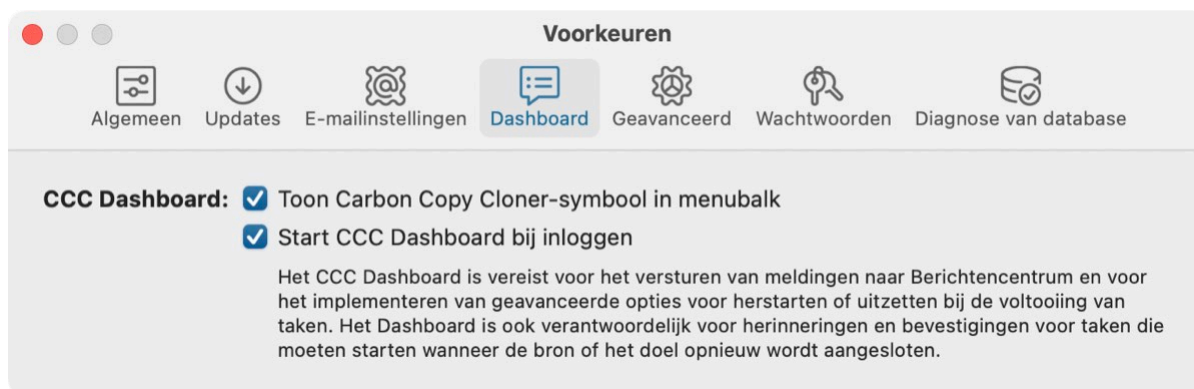 Voorkeuren
Algemeen Updates E-mailinstellingen Dashboard Geavanceerd Wachtwoorden Diagnose van database
CCC Dashboard: Toon Carbon Copy Cloner-symbool in menubalk
Start CCC Dashboard bij inloggen
Het CCC Dashboard is vereist voor het versturen van meldingen naar Berichtencentrum en voor
het implementeren van geavanceerde opties voor herstarten of uitzetten bij de voltooiing van
taken. Het Dashboard is ook verantwoordelijk voor herinneringen en bevestigingen voor taken die
moeten starten wanneer de bron of het doel opnieuw wordt aangesloten.